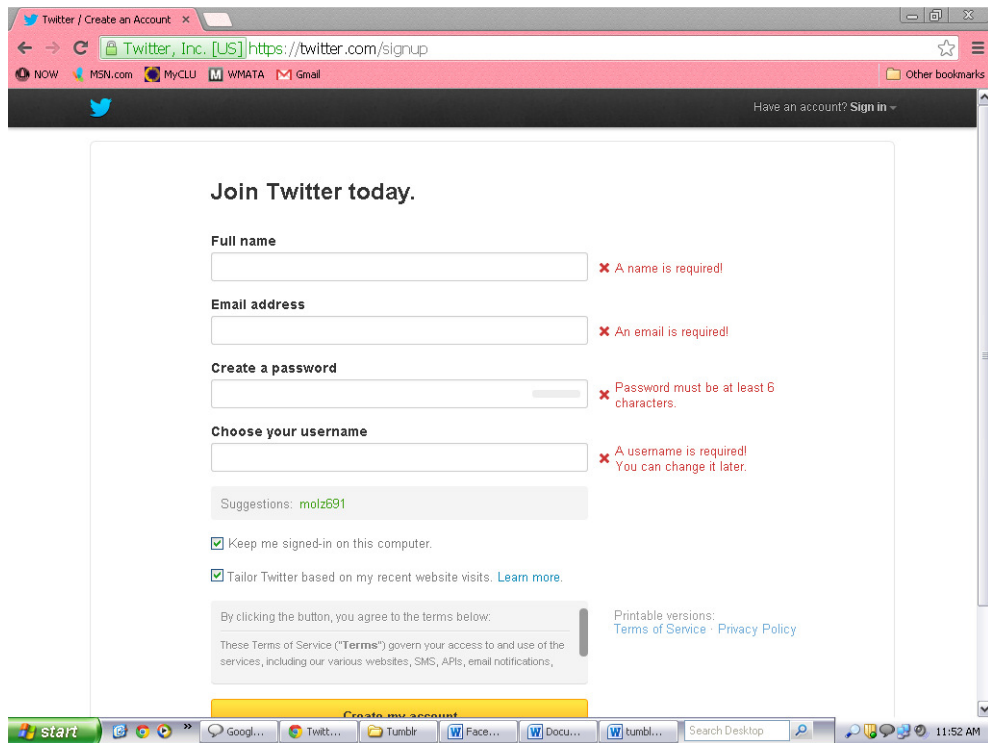 Twitter / Create an Account
Twitter, Inc. [US] https://twitter.com/signup
NOW MSN.com MyCLU WMATA Gmail Other bookmarks
Have an account? Sign in
Join Twitter today.
Full name
A name is required!
Email address
An email is required!
Create a password
Password must be at least 6
characters.
Choose your username
A username is required!
You can change it later.
Suggestions: molz691
Keep me signed-in on this computer.
Tailor Twitter based on my recent website visits. Learn more.
By clicking the button, you agree to the terms below:
These Terms of Service ("Terms") govern your access to and use of the
services, including our various websites, SMS, APIs, email notifications,
Printable versions:
Terms of Service · Privacy Policy
Create my account
start Googl... Twitt... Tumblr Face... Docu... tumbl... Search Desktop 11:52 AM